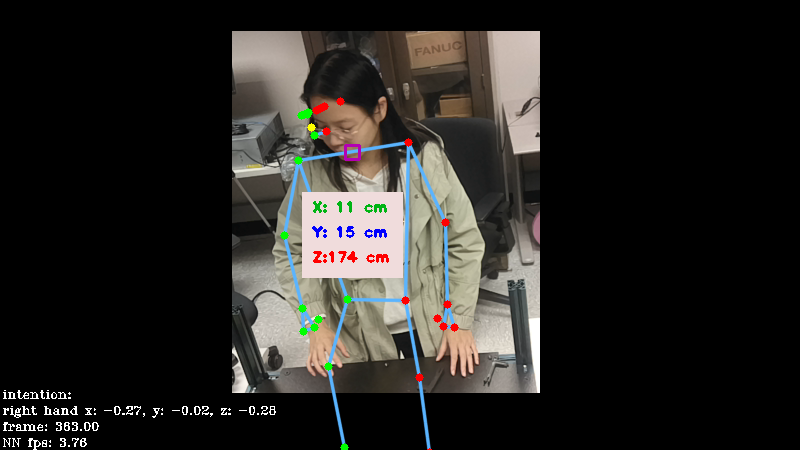 FANUC
X: 11 cm
Y: 15 cm
Z:174 cm
intention:
right hand x: -0.27, y: -0.02, z: -0.28
frame: 363.00
NN fps: 3.76